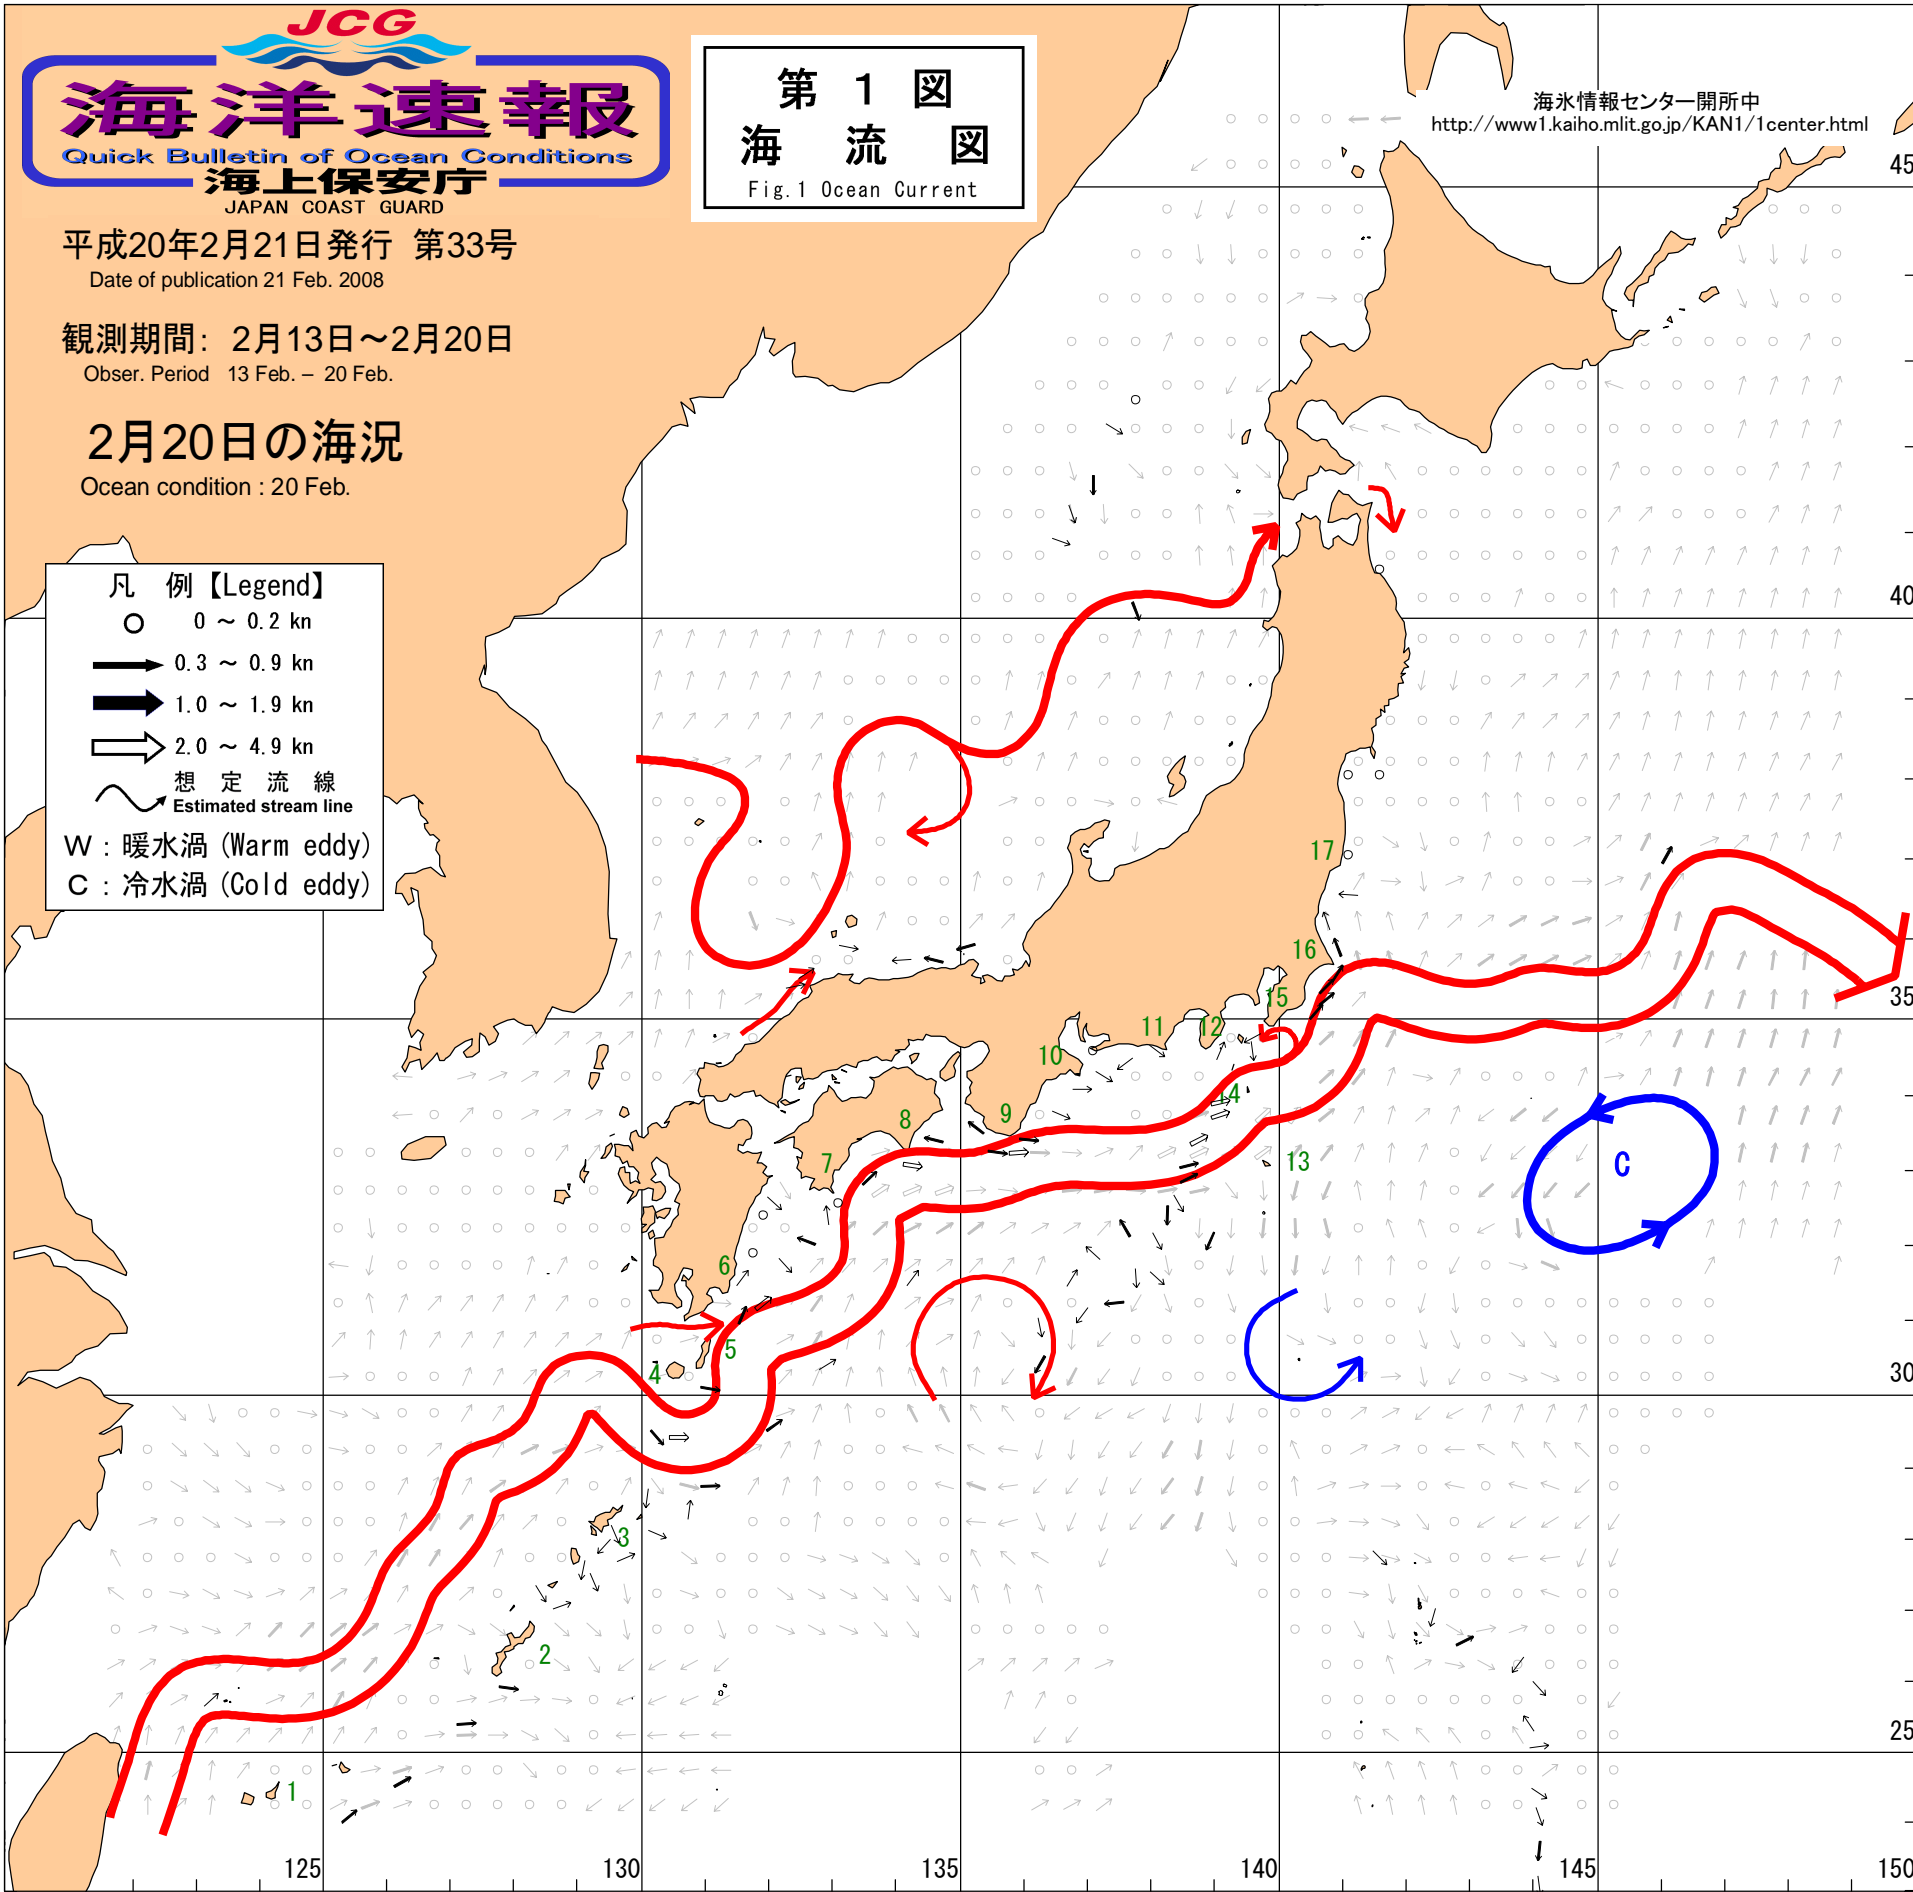 JCG
海洋速報
Quick Bulletin of Ocean Conditions
海上保安庁
JAPAN COAST GUARD
平成20年2月21日発行 第33号
Date of publication 21 Feb. 2008
観測期間: 2月13日~2月20日
Obser. Period 13 Feb. – 20 Feb.
2月20日の海況
Ocean condition : 20 Feb.
第 1 図
海 流 図
Fig.1 Ocean Current
海氷情報センター開所中
http://www1.kaiho.mlit.go.jp/KAN1/1center.html
凡 例【Legend】
0 ~ 0.2 kn
0.3 ~ 0.9 kn
1.0 ~ 1.9 kn
2.0 ~ 4.9 kn
想 定 流 線
Estimated stream line
W : 暖水渦 (Warm eddy)
C : 冷水渦 (Cold eddy)
45
40
35
30
25
17
16
15
12
11
10
14
9
8
7
13
C
6
5
4
3
2
1
125
130
135
140
145
150